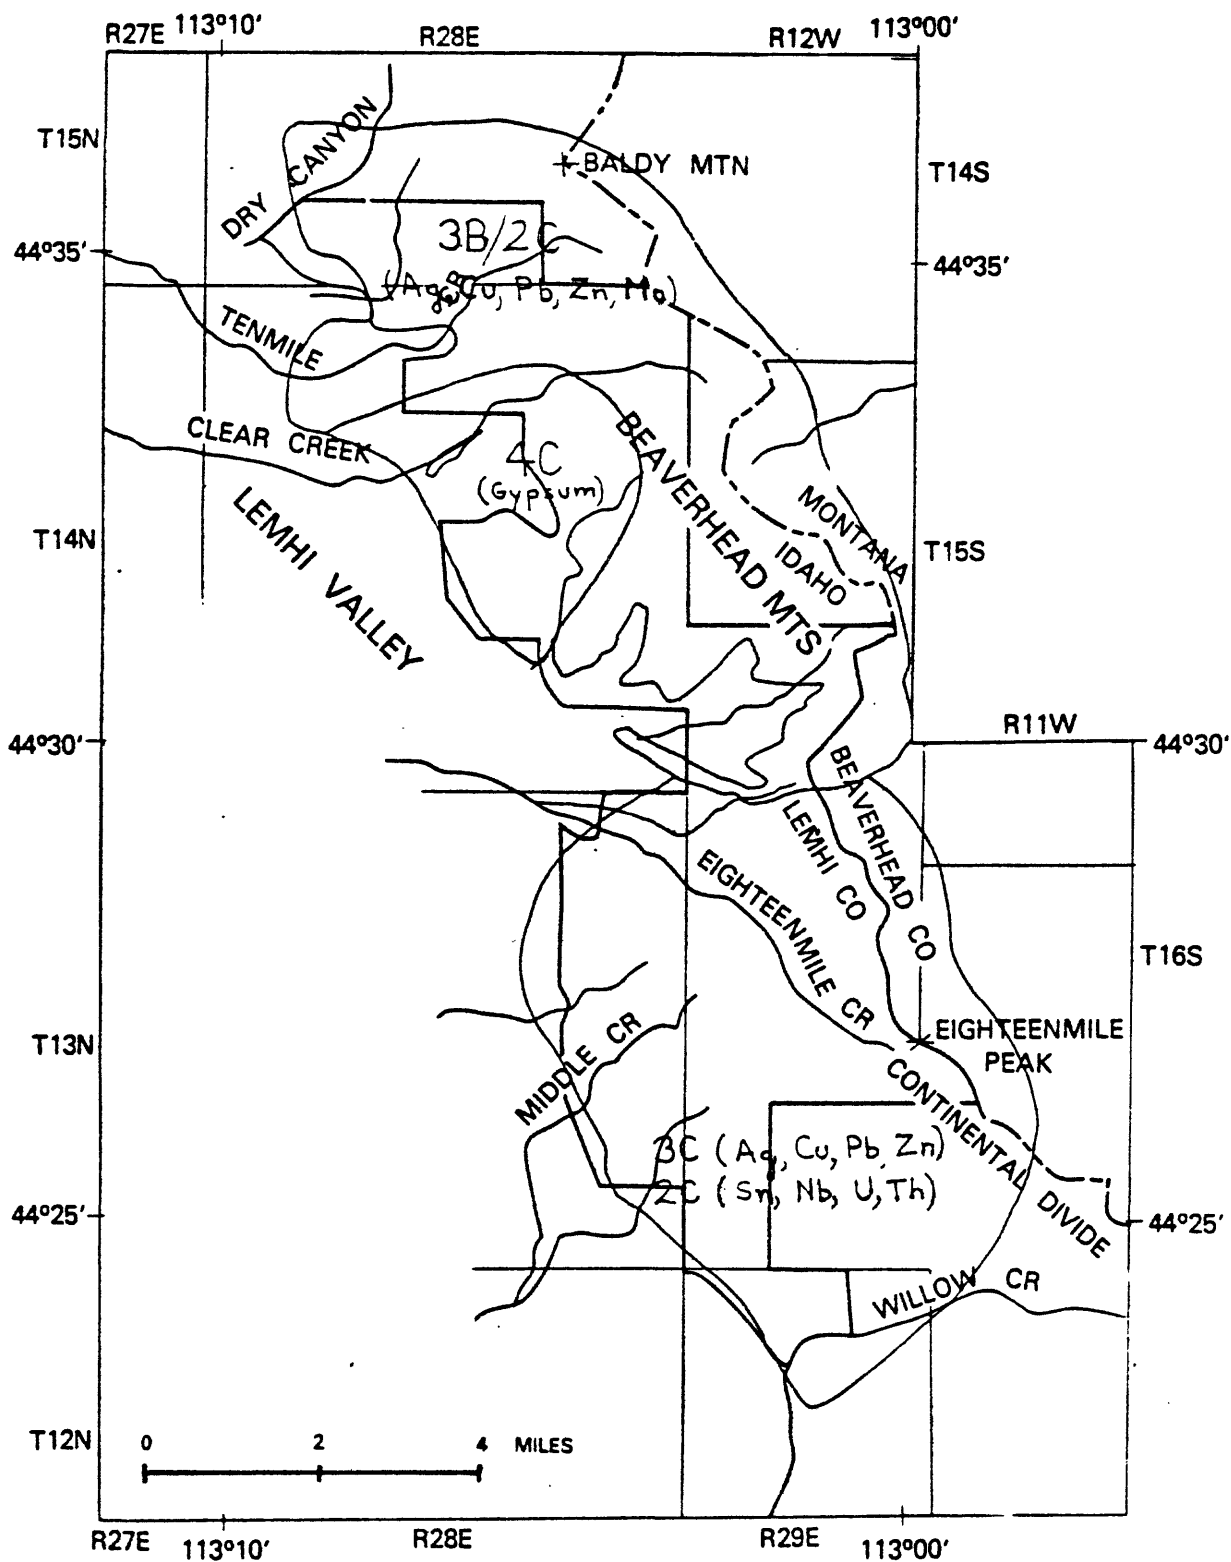 R27E 113°10' R28E R12W 113°00'
T15N
DRY CANYON
BALDY MTN
T14S
3B/2C
44°35'
44°35'
(Ag, Cu, Pb, Zn, Mo)
TENMILE
CLEAR CREEK
4C
(Gypsum)
BEAVERHEAD MTS
MONTANA
IDAHO
LEMHI VALLEY
T14N
T15S
R11W
44°30'
44°30'
BEAVERHEAD CO
LEMHI CO
EIGHTEENMILE CR
T16S
T13N
MIDDLE CR
EIGHTEENMILE
PEAK
CONTINENTAL DIVIDE
3C (Ag, Cu, Pb, Zn)
2C (Sn, Nb, U, Th)
44°25'
44°25'
WILLOW CR
T12N
0 2 4 MILES
R27E 113°10' R28E R29E 113°00'